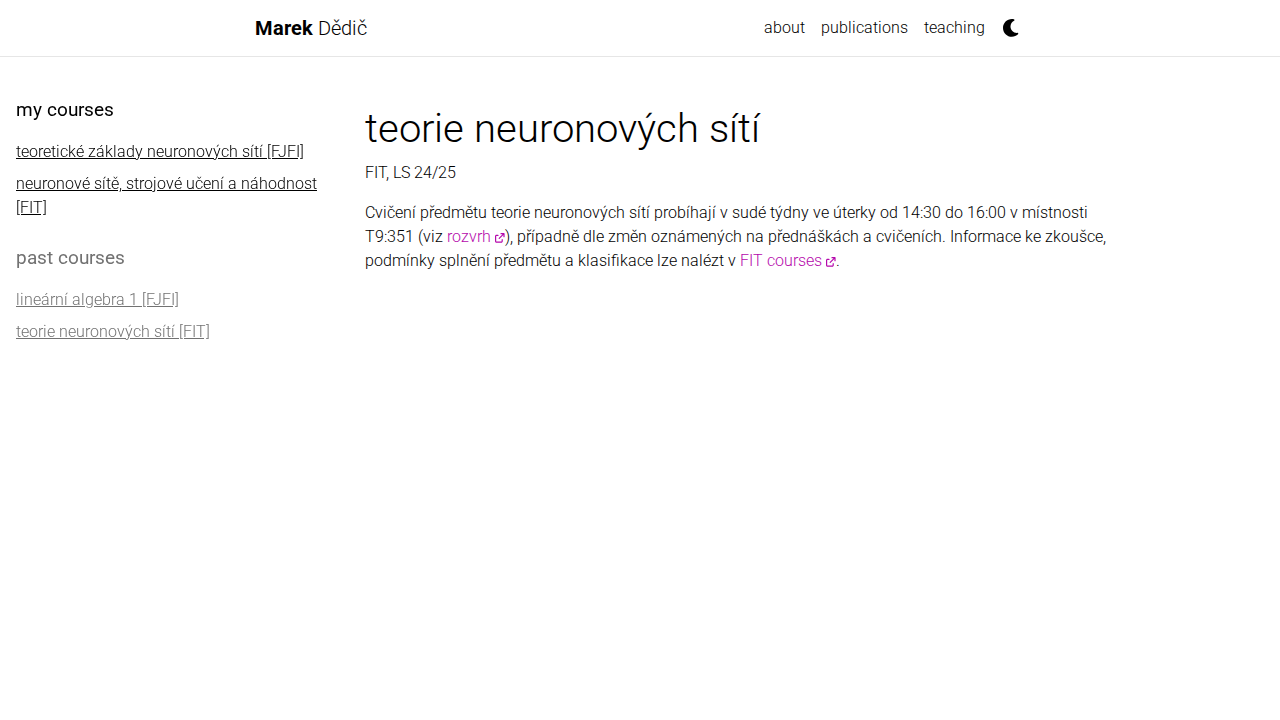 Marek Dědič
about publications teaching
my courses
teoretické základy neuronových sítí [FJFI]
neuronové sítě, strojové učení a náhodnost
[FIT]
past courses
lineární algebra 1 [FJFI]
teorie neuronových sítí [FIT]
teorie neuronových sítí
FIT, LS 24/25
Cvičení předmětu teorie neuronových sítí probíhají v sudé týdny ve úterky od 14:30 do 16:00 v místnosti
T9:351 (viz rozvrh), případně dle změn oznámených na přednáškách a cvičeních. Informace ke zkoušce,
podmínky splnění předmětu a klasifikace lze nalézt v FIT courses.